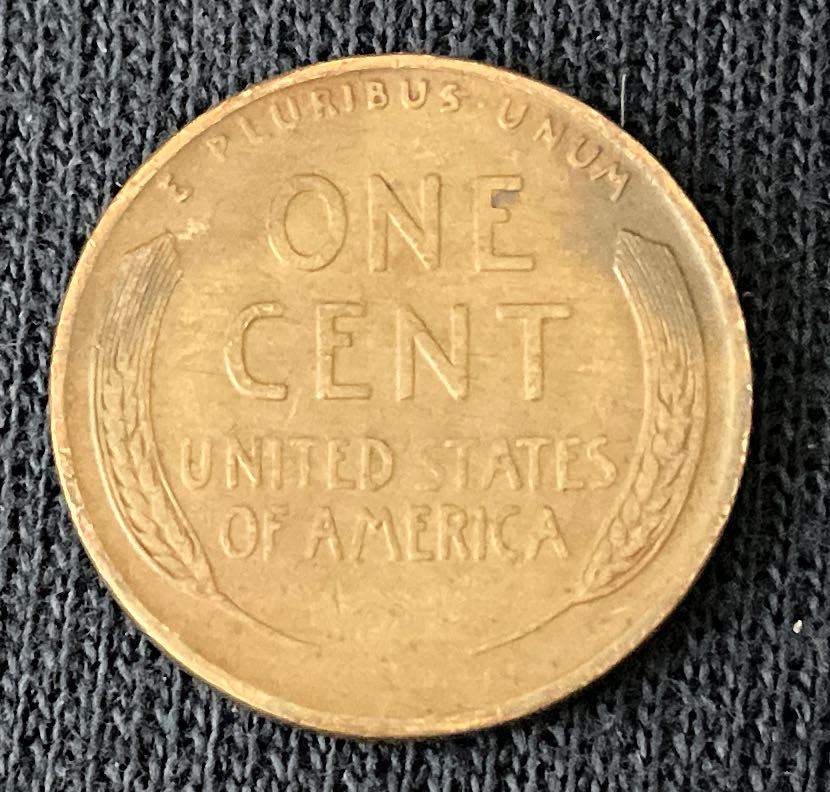 E PLURIBUS·UNUM
ONE
CENT
UNITED STATES
OF AMERICA